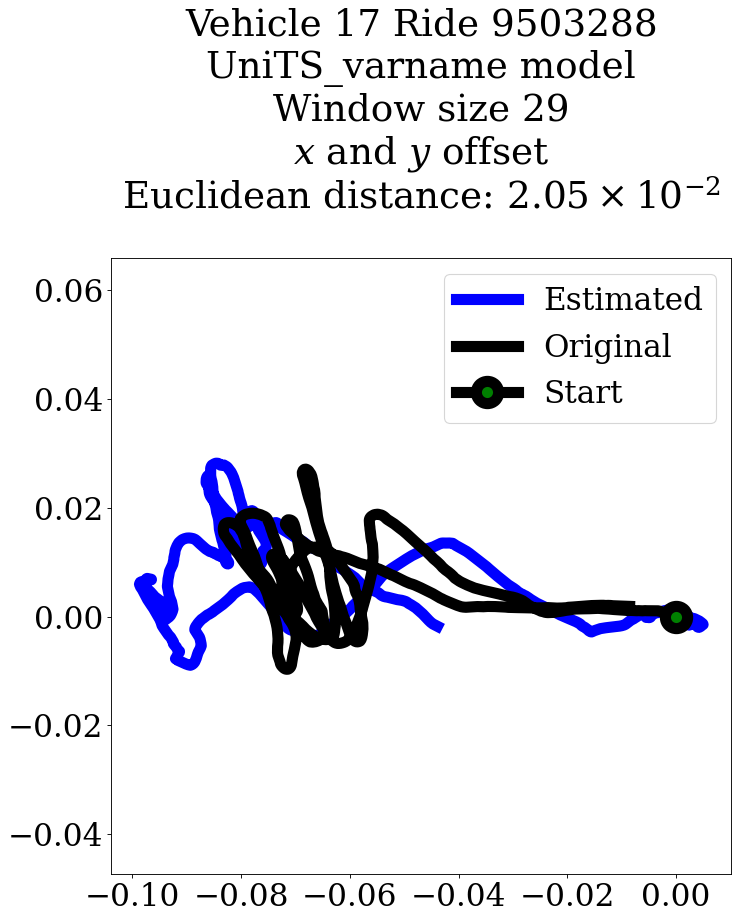 Vehicle 17 Ride 9503288
UniTS_varname model
Window size 29
x and y offset
Euclidean distance: 2.05 × 10⁻²
Estimated
Original
Start
0.06
0.04
0.02
0.00
−0.02
−0.04
−0.10 −0.08 −0.06 −0.04 −0.02 0.00